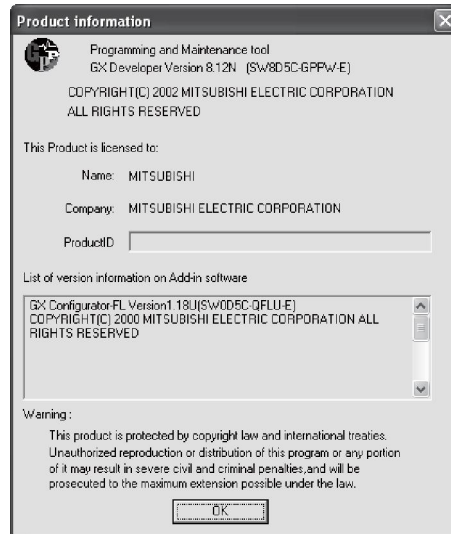 Product information
Programming and Maintenance tool
GX Developer Version 8.12N (SW8D5C-GPPW-E)
COPYRIGHT(C) 2002 MITSUBISHI ELECTRIC CORPORATION
ALL RIGHTS RESERVED
This Product is licensed to:
Name: MITSUBISHI
Company: MITSUBISHI ELECTRIC CORPORATION
ProductID
List of version information on Add-in software
GX Configurator-FL Version1.18U(SW0D5C-QFLU-E)
COPYRIGHT(C) 2000 MITSUBISHI ELECTRIC CORPORATION ALL
RIGHTS RESERVED
Warning :
This product is protected by copyright law and international treaties.
Unauthorized reproduction or distribution of this program or any portion
of it may result in severe civil and criminal penalties,and will be
prosecuted to the maximum extension possible under the law.
OK